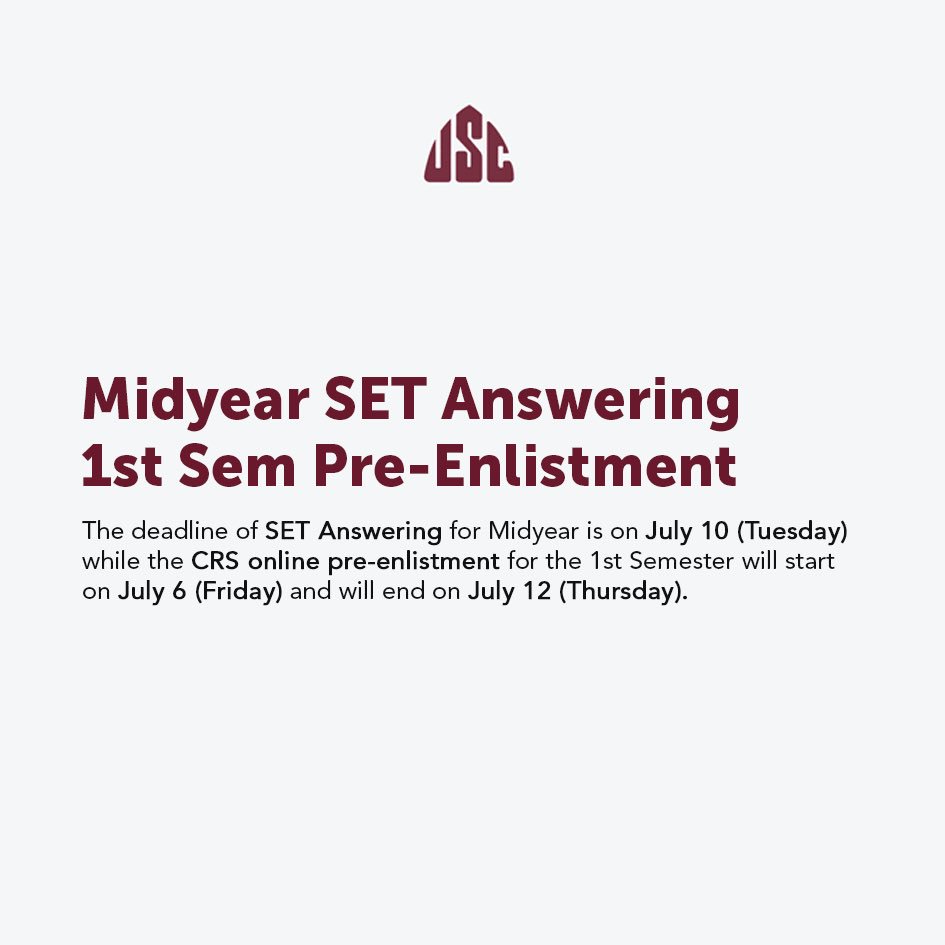 USC
Midyear SET Answering
1st Sem Pre-Enlistment
The deadline of SET Answering for Midyear is on July 10 (Tuesday)
while the CRS online pre-enlistment for the 1st Semester will start
on July 6 (Friday) and will end on July 12 (Thursday).